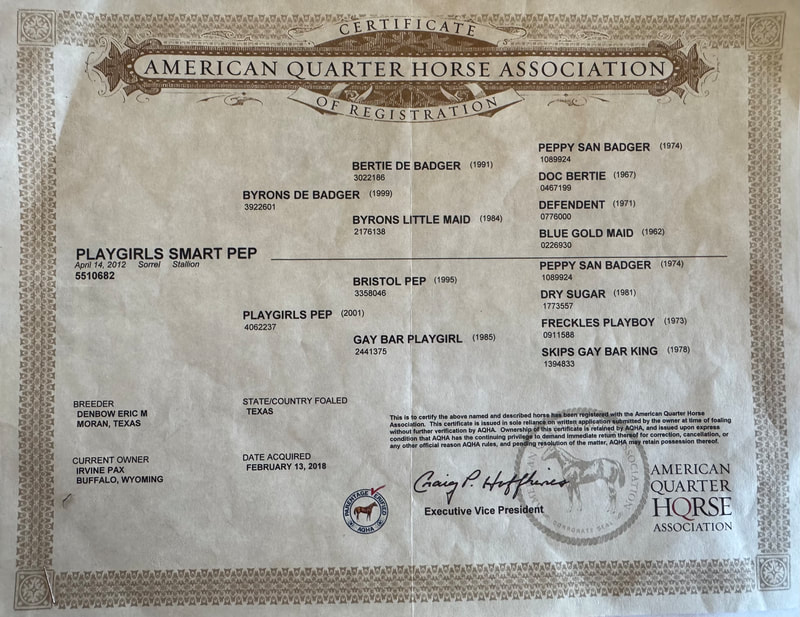 CERTIFICATE
AMERICAN QUARTER HORSE ASSOCIATION
OF REGISTRATION
PEPPY SAN BADGER (1974)
1089924
BERTIE DE BADGER (1991)
3022186
DOC BERTIE (1967)
0467199
BYRONS DE BADGER (1999)
3922601
DEFENDENT (1971)
0776000
BYRONS LITTLE MAID (1984)
2176138
BLUE GOLD MAID (1962)
0226930
PLAYGIRLS SMART PEP
April 14, 2012 Sorrel Stallion
5510682
PEPPY SAN BADGER (1974)
1089924
BRISTOL PEP (1995)
3358046
DRY SUGAR (1981)
1773557
PLAYGIRLS PEP (2001)
4062237
FRECKLES PLAYBOY (1973)
0911588
GAY BAR PLAYGIRL (1985)
2441375
SKIPS GAY BAR KING (1978)
1394833
BREEDER
DENBOW ERIC M
MORAN, TEXAS
STATE/COUNTRY FOALED
TEXAS
CURRENT OWNER
IRVINE PAX
BUFFALO, WYOMING
DATE ACQUIRED
FEBRUARY 13, 2018
This is to certify the above named and described horse has been registered with the American Quarter Horse
Association. This certificate is issued in sole reliance on written application submitted by the owner at time of foaling
without further verification by AQHA. Ownership of this certificate is retained by AQHA, and issued upon express
condition that AQHA has the continuing privilege to demand immediate return thereof for correction, cancellation, or
any other official reason AQHA rules, and pending resolution of the matter, AQHA may retain possession thereof.
PARENTAGE VERIFIED
AQHA
Craig P. Huffhines
Executive Vice President
CORPORATE SEAL
AMERICAN
QUARTER
HORSE
ASSOCIATION